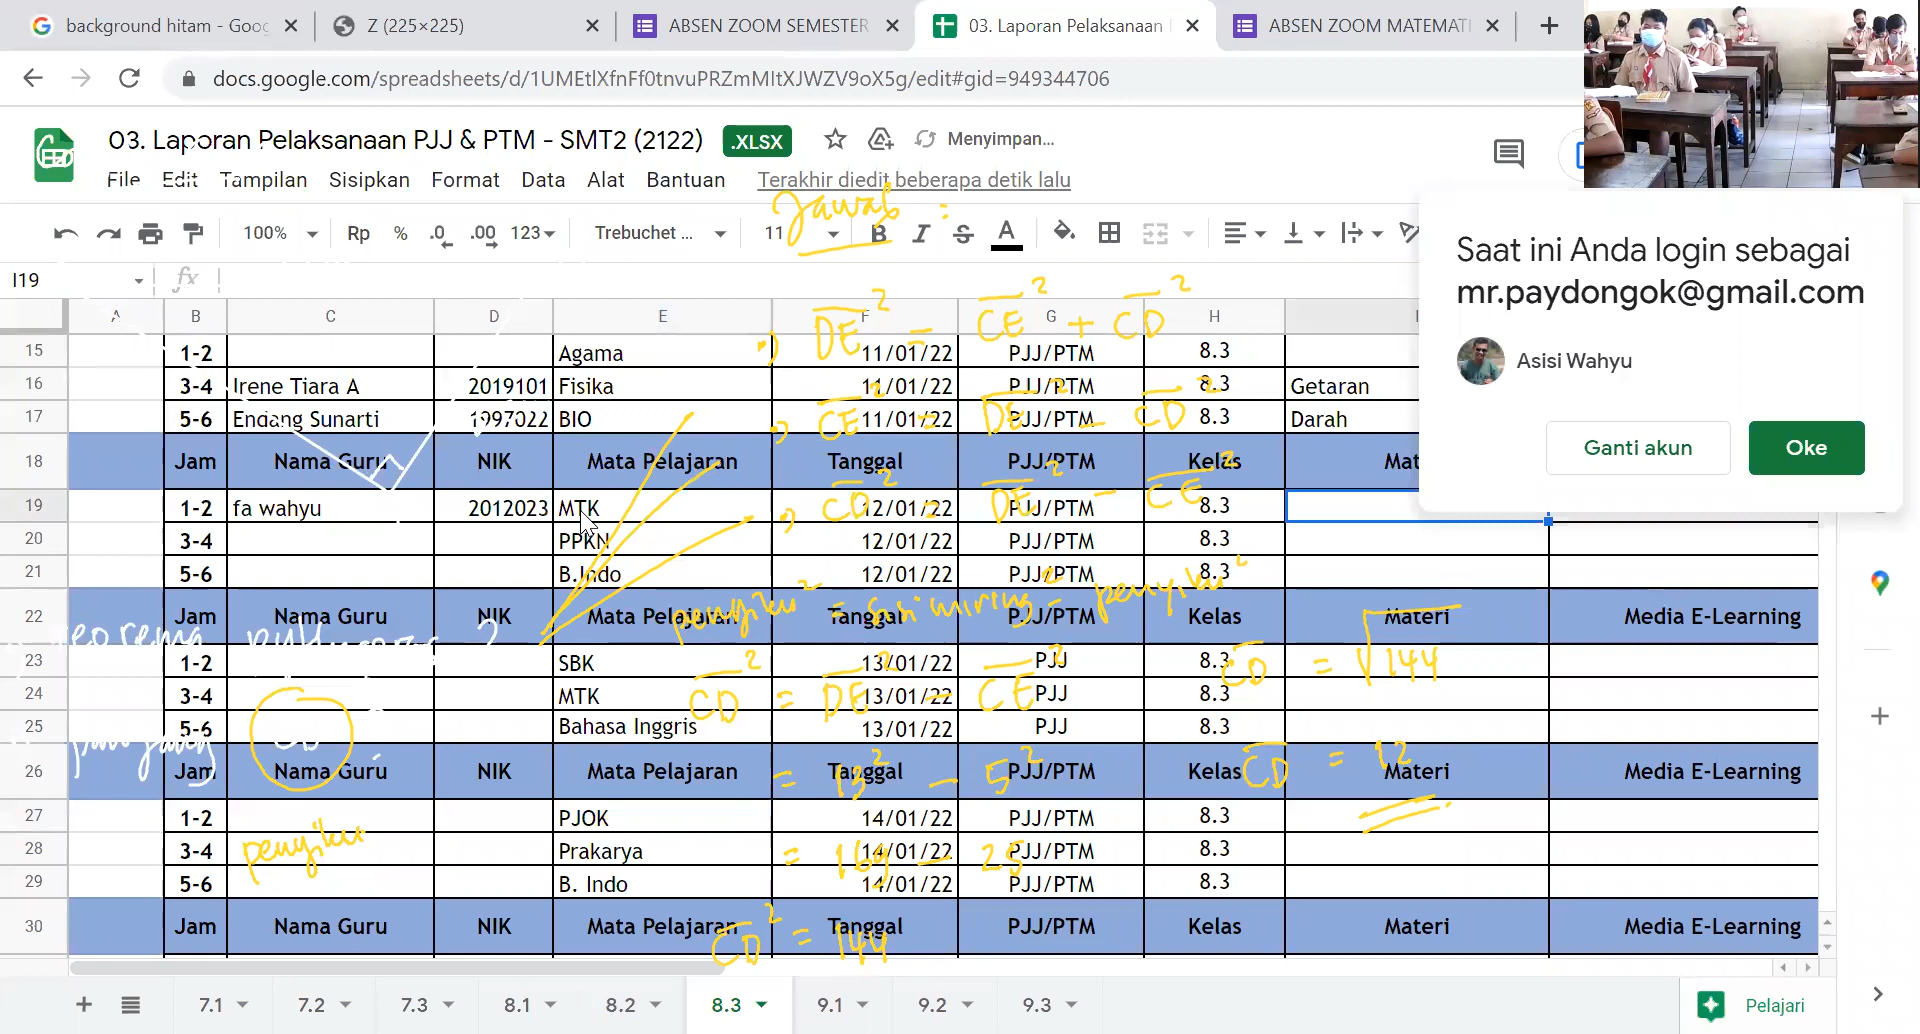 background hitam - Goog
Z (225×225)
ABSEN ZOOM SEMESTER
03. Laporan Pelaksanaan
ABSEN ZOOM MATEMATI
docs.google.com/spreadsheets/d/1UMEtlXfnFf0tnvuPRZmMItXJWZV9oX5g/edit#gid=949344706
03. Laporan Pelaksanaan PJJ & PTM - SMT2 (2122) .XLSX Menyimpan...
File Edit Tampilan Sisipkan Format Data Alat Bantuan Terakhir diedit beberapa detik lalu
100% Rp % .0 .00 123 Trebuchet ... 11 B I S A
Jawab :
I19 fx
Saat ini Anda login sebagai
mr.paydongok@gmail.com
Asisi Wahyu
Ganti akun Oke
A B C D E F G H I
15 1-2 Agama 11/01/22 PJJ/PTM 8.3
16 3-4 Irene Tiara A 2019101 Fisika 11/01/22 PJJ/PTM 8.3 Getaran
17 5-6 Endang Sunarti 1997022 BIO 11/01/22 PJJ/PTM 8.3 Darah
18 Jam Nama Guru NIK Mata Pelajaran Tanggal PJJ/PTM Kelas Mat
19 1-2 fa wahyu 2012023 MTK 12/01/22 PJJ/PTM 8.3
20 3-4 PPKN 12/01/22 PJJ/PTM 8.3
21 5-6 B.Indo 12/01/22 PJJ/PTM 8.3
22 Jam Nama Guru NIK Mata Pelajaran Tanggal PJJ/PTM Kelas Materi Media E-Learning
23 1-2 SBK 13/01/22 PJJ 8.3
24 3-4 MTK 13/01/22 PJJ 8.3
25 5-6 Bahasa Inggris 13/01/22 PJJ 8.3
26 Jam Nama Guru NIK Mata Pelajaran Tanggal PJJ/PTM Kelas Materi Media E-Learning
27 1-2 PJOK 14/01/22 PJJ/PTM 8.3
28 3-4 Prakarya 14/01/22 PJJ/PTM 8.3
29 5-6 B. Indo 14/01/22 PJJ/PTM 8.3
30 Jam Nama Guru NIK Mata Pelajaran Tanggal PJJ/PTM Kelas Materi Media E-Learning
DE² = CE² + CD²
CE² = DE² - CD²
CD² = DE² - CE²
penyiku² = sisi miring² - penyiku²
CD² = DE² - CE²
= 13² - 5²
= 169 - 25
CD² = 144
CD = √144
CD = 12
panjang CD
penyiku
7.1 7.2 7.3 8.1 8.2 8.3 9.1 9.2 9.3 Pelajari